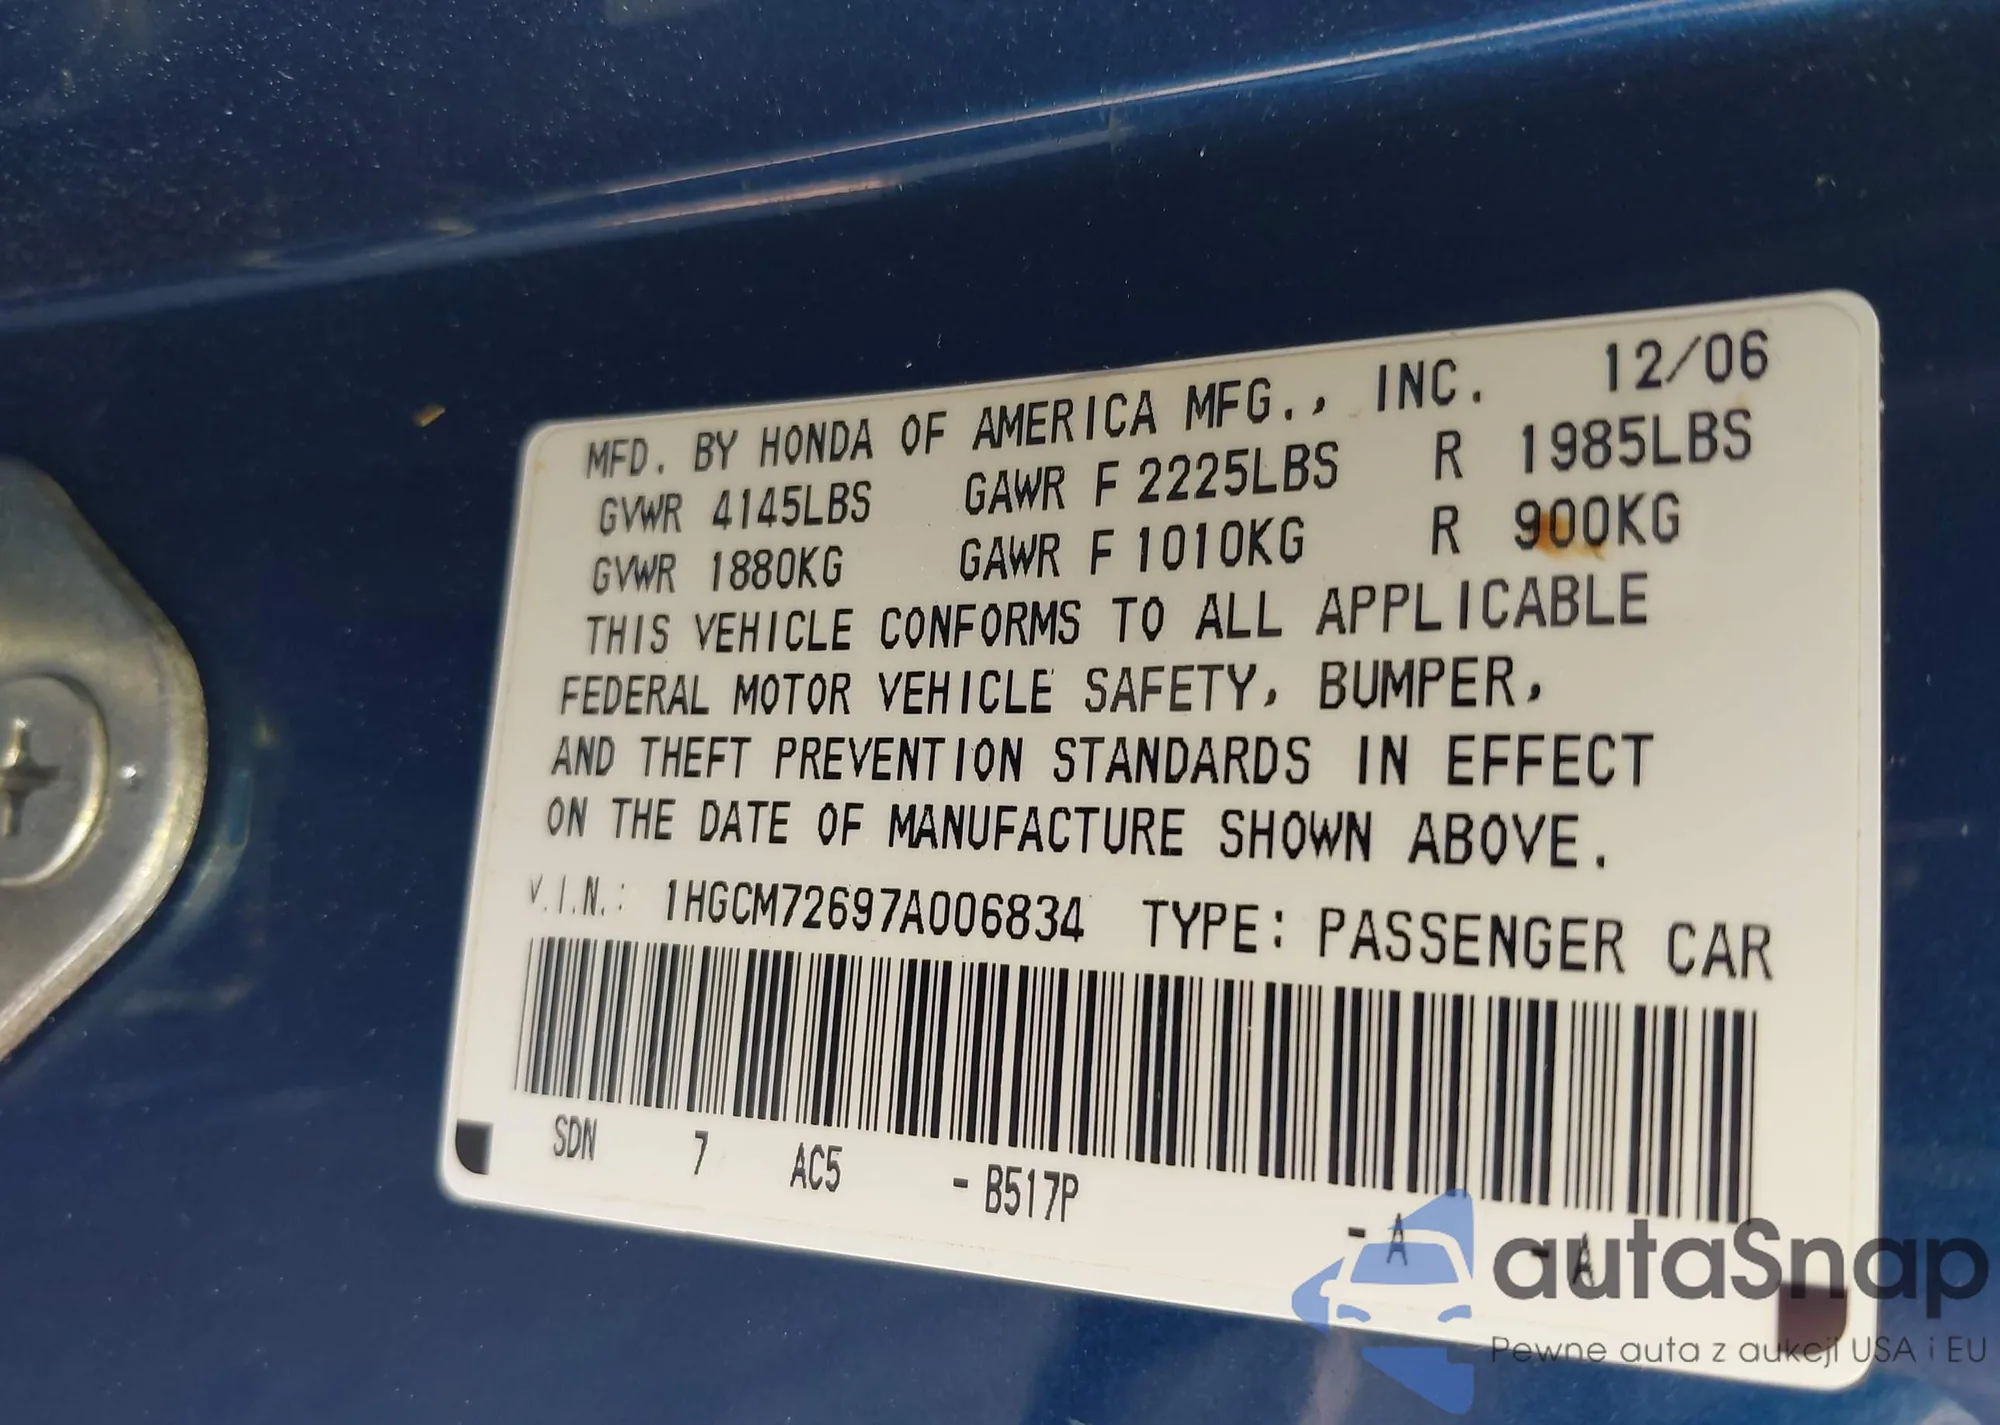 MFD. BY HONDA OF AMERICA MFG., INC. 12/06
GVWR 4145LBS GAWR F 2225LBS R 1985LBS
GVWR 1880KG GAWR F 1010KG R 900KG
THIS VEHICLE CONFORMS TO ALL APPLICABLE
FEDERAL MOTOR VEHICLE SAFETY, BUMPER,
AND THEFT PREVENTION STANDARDS IN EFFECT
ON THE DATE OF MANUFACTURE SHOWN ABOVE.
V.I.N.: 1HGCM72697A006834 TYPE: PASSENGER CAR
SDN 7 AC5 - B517P - A - A
autaSnap
Pewne auta z aukcji USA i EU